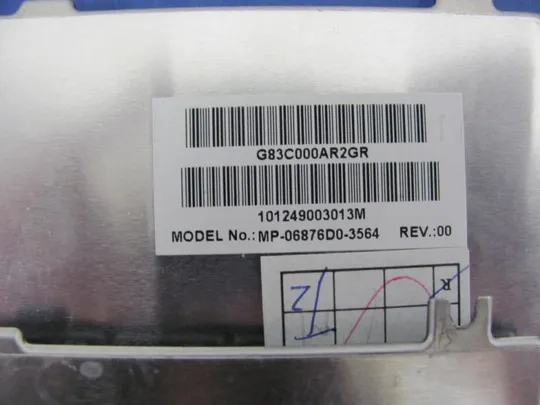 G83C000AR2GR
101249003013M
MODEL No.:MP-06876D0-3564 REV.:00
R